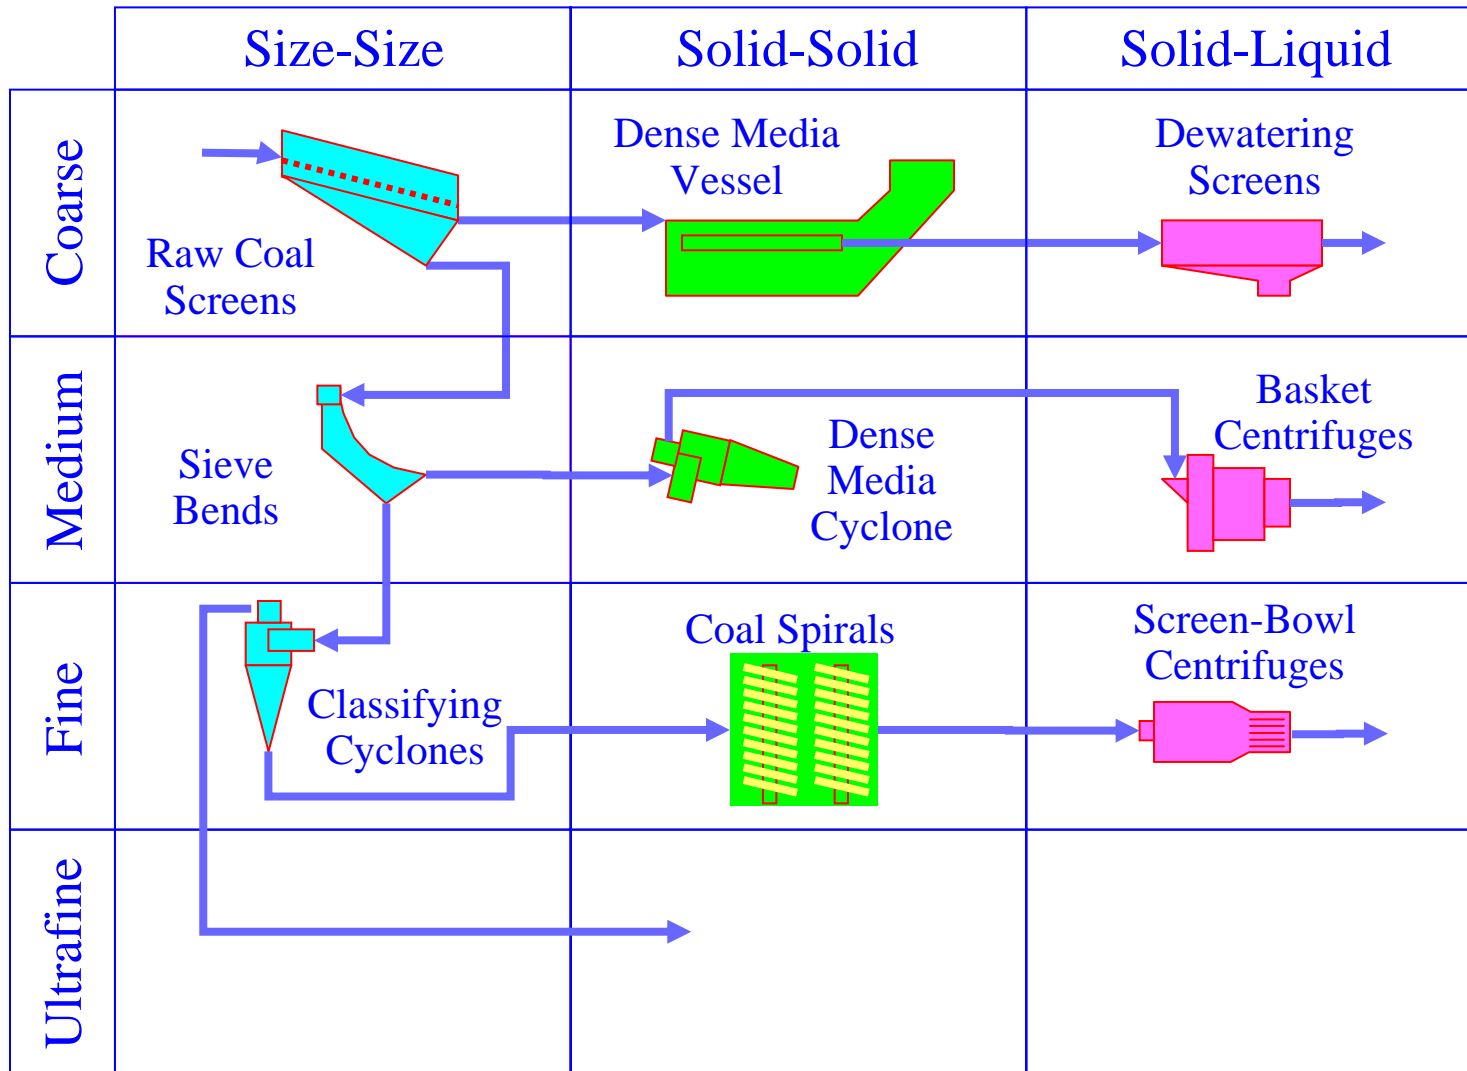 Size-Size
Solid-Solid
Solid-Liquid
Coarse
Raw Coal
Screens
Dense Media
Vessel
Dewatering
Screens
Medium
Sieve
Bends
Dense
Media
Cyclone
Basket
Centrifuges
Fine
Classifying
Cyclones
Coal Spirals
Screen-Bowl
Centrifuges
Ultrafine